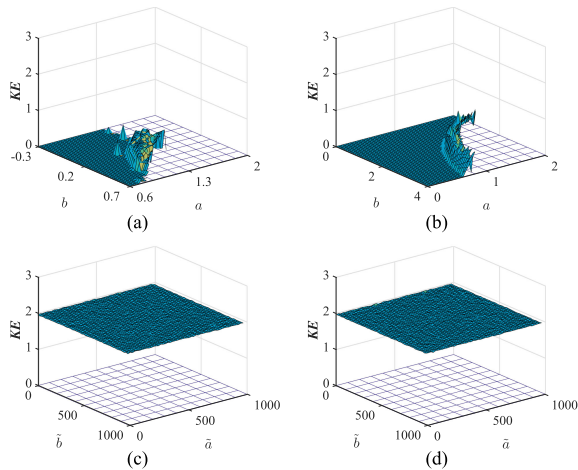 3 3
2 2
KE KE
1 1
0 0
-0.3 2 0 2
0.2 1.3 2 1
b 0.7 0.6 a b 4 0 a
(a) (b)
3 3
2 2
KE KE
1 1
0 0
0 1000 0 1000
500 500 500 500
b̃ 1000 0 ã b̃ 1000 0 ã
(c) (d)